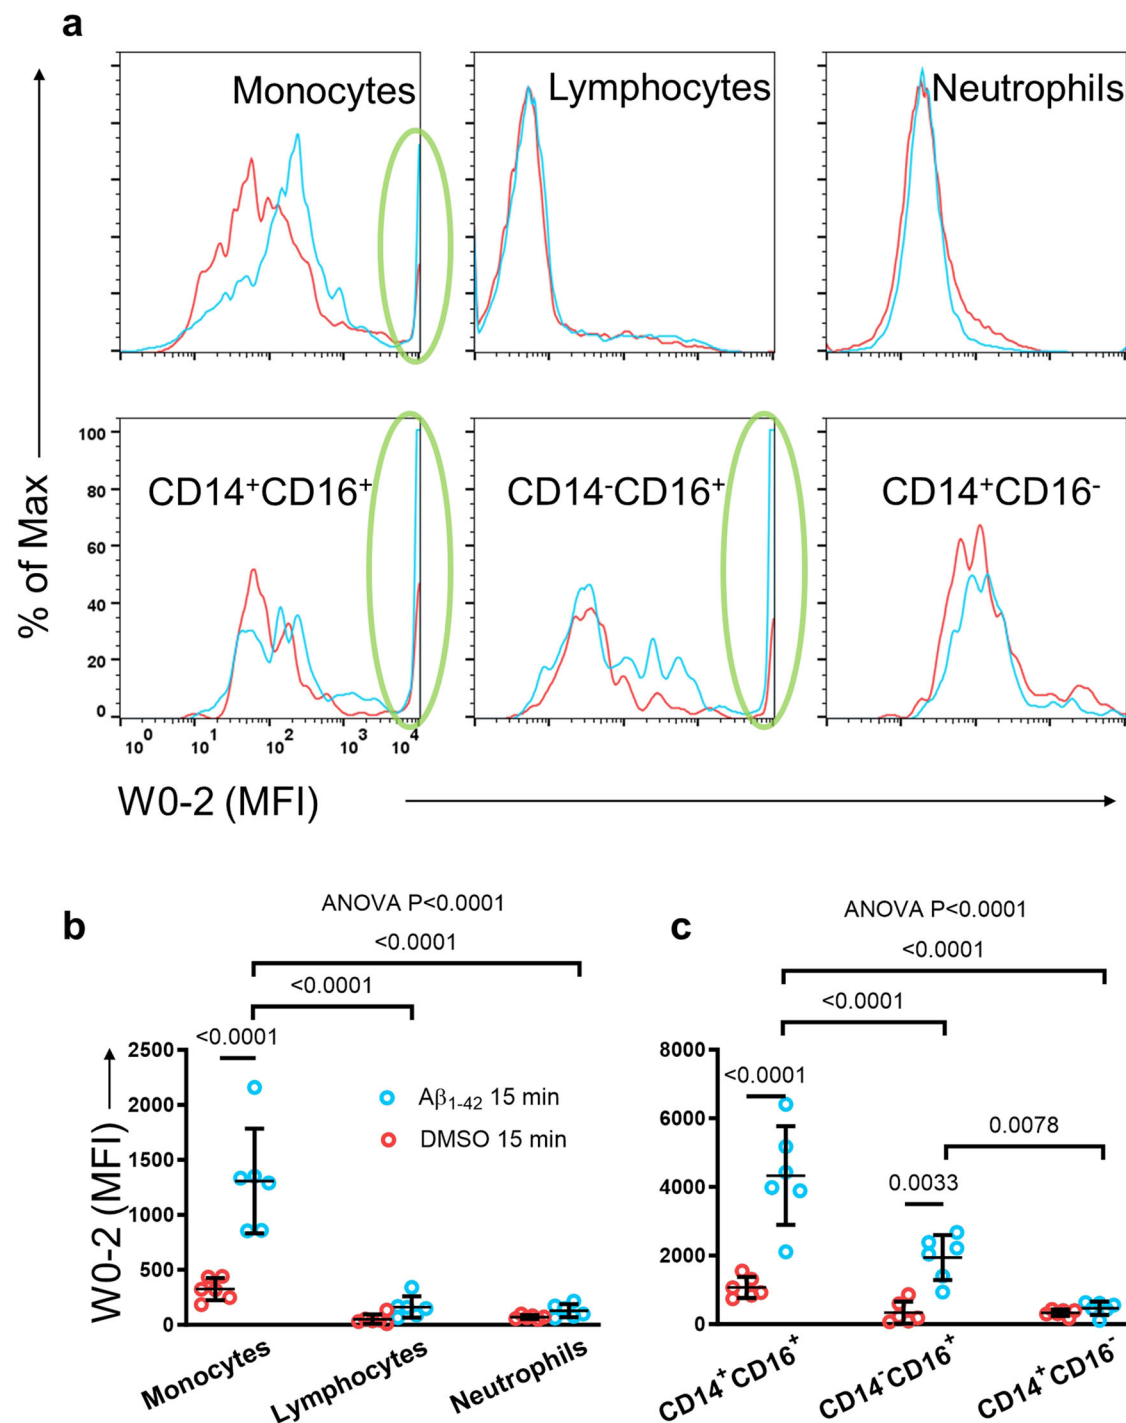 a
Monocytes
Lymphocytes
Neutrophils
% of Max
100
80
60
40
20
0
CD14⁺CD16⁺
CD14⁻CD16⁺
CD14⁺CD16⁻
10⁰ 10¹ 10² 10³ 10⁴
W0-2 (MFI)
b
ANOVA P<0.0001
<0.0001
<0.0001
<0.0001
W0-2 (MFI)
2500
2000
1500
1000
500
0
Aβ₁₋₄₂ 15 min
DMSO 15 min
Monocytes
Lymphocytes
Neutrophils
c
ANOVA P<0.0001
<0.0001
<0.0001
<0.0001
0.0078
0.0033
8000
6000
4000
2000
0
CD14⁺CD16⁺
CD14⁻CD16⁺
CD14⁺CD16⁻